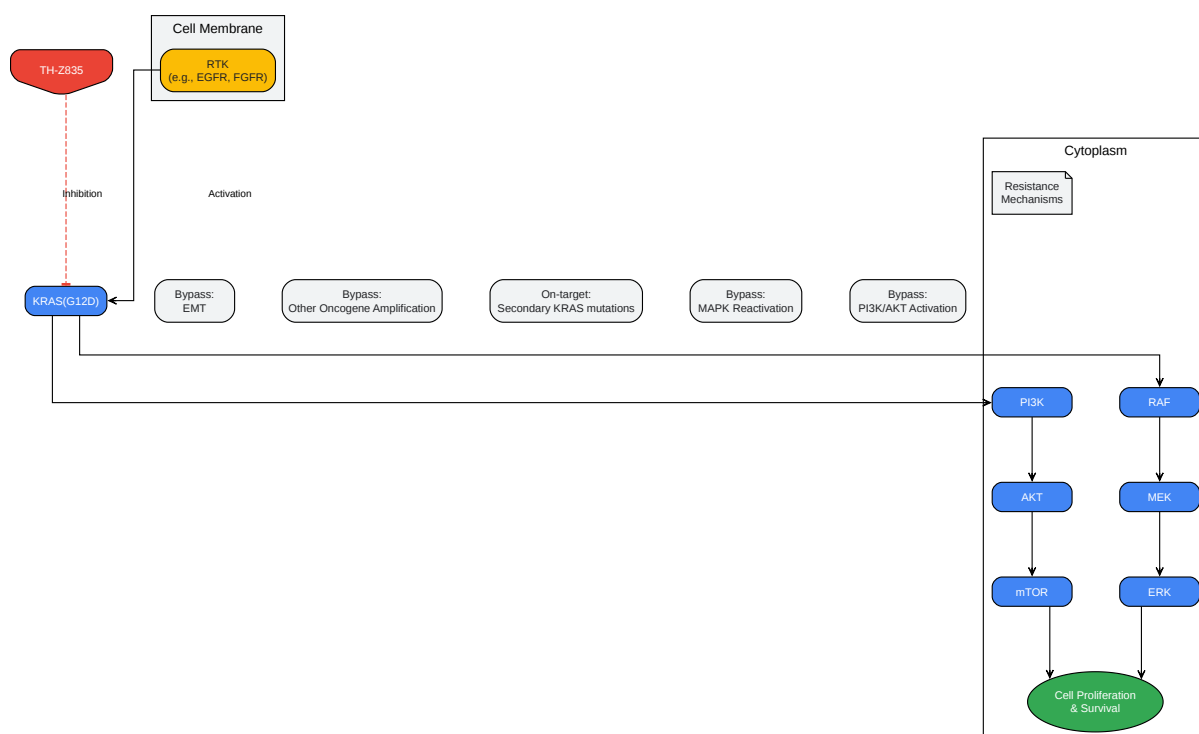 Cell Membrane
TH-Z835
RTK
(e.g., EGFR, FGFR)
Cytoplasm
Resistance
Mechanisms
Inhibition
Activation
KRAS(G12D)
Bypass:
EMT
Bypass:
Other Oncogene Amplification
On-target:
Secondary KRAS mutations
Bypass:
MAPK Reactivation
Bypass:
PI3K/AKT Activation
PI3K
RAF
AKT
MEK
mTOR
ERK
Cell Proliferation
& Survival